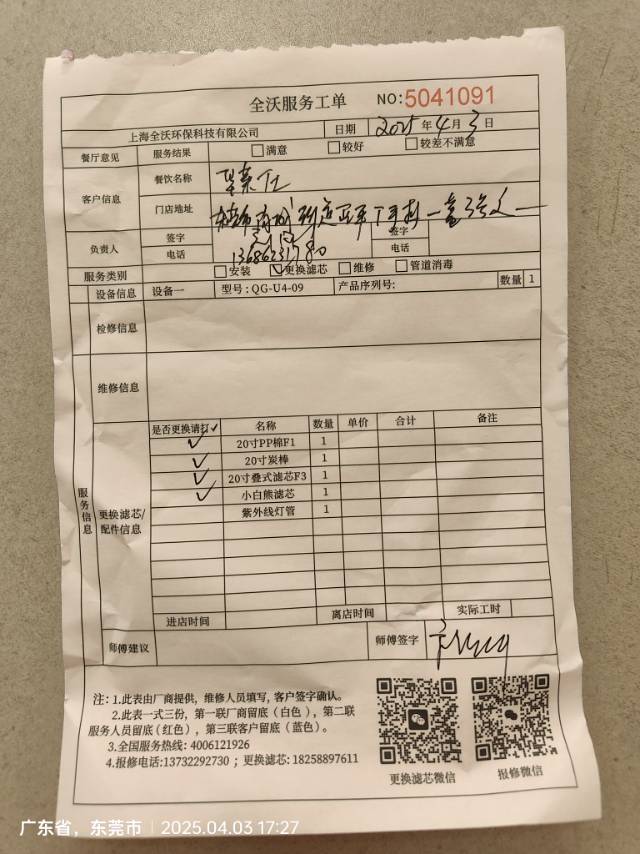 全沃服务工单 NO:5041091
上海全沃环保科技有限公司 日期 2025年4月3日
餐厅意见 服务结果 满意 较好 较差不满意
客户信息 餐饮名称
门店地址
负责人 签字 签字
电话 电话
服务类别 安装 更换滤芯 维修 管道消毒
设备信息 设备一 型号:QG-U4-09 产品序列号: 数量 1
检修信息
维修信息
服务信息
更换滤芯/配件信息
是否更换请打✓ 名称 数量 单价 合计 备注
✓ 20寸PP棉F1 1
✓ 20寸炭棒 1
✓ 20寸叠式滤芯F3 1
✓ 小白熊滤芯 1
紫外线灯管 1
进店时间 离店时间 实际工时
师傅建议 师傅签字
注:1.此表由厂商提供,维修人员填写,客户签字确认。
2.此表一式三份,第一联厂商留底(白色),第二联
服务人员留底(红色),第三联客户留底(蓝色)。
3.全国服务热线:4006121926
4.报修电话:13732292730;更换滤芯:18258897611
更换滤芯微信 报修微信
广东省,东莞市 | 2025.04.03 17:27